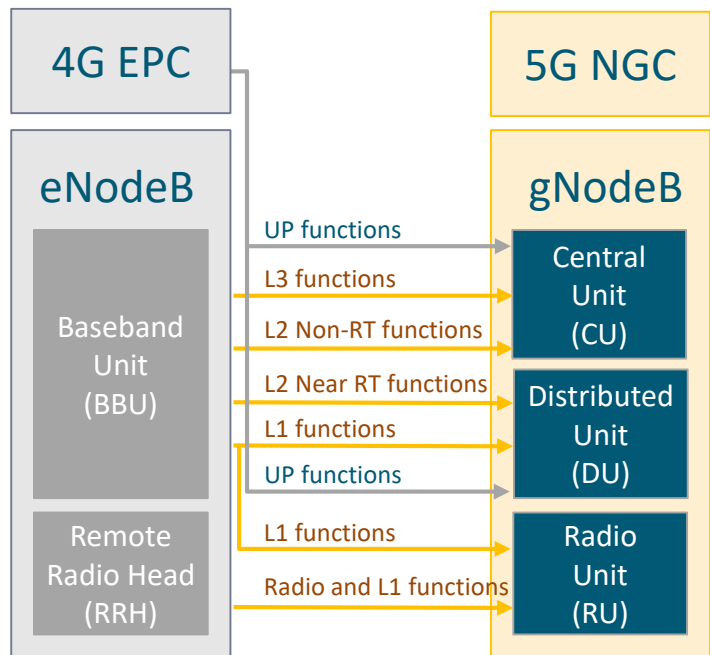 4G EPC
5G NGC
eNodeB
gNodeB
Baseband
Unit
(BBU)
Remote
Radio Head
(RRH)
UP functions
L3 functions
L2 Non-RT functions
L2 Near RT functions
L1 functions
UP functions
L1 functions
Radio and L1 functions
Central
Unit
(CU)
Distributed
Unit
(DU)
Radio
Unit
(RU)